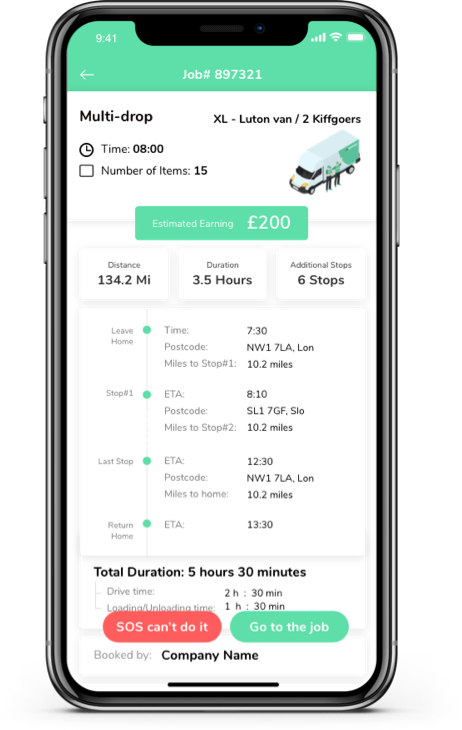 9:41
Job# 897321
Multi-drop
XL - Luton van / 2 Kiffgoers
Time: 08:00
Number of Items: 15
Estimated Earning £200
Distance
134.2 Mi
Duration
3.5 Hours
Additional Stops
6 Stops
Leave Home
Time: 7:30
Postcode: NW1 7LA, Lon
Miles to Stop#1: 10.2 miles
Stop#1
ETA: 8:10
Postcode: SL1 7GF, Slo
Miles to Stop#2: 10.2 miles
Last Stop
ETA: 12:30
Postcode: NW1 7LA, Lon
Miles to home: 10.2 miles
Return Home
ETA: 13:30
Total Duration: 5 hours 30 minutes
Drive time: 2 h : 30 min
Loading/Unloading time: 1 h : 30 min
SOS can't do it
Go to the job
Booked by: Company Name